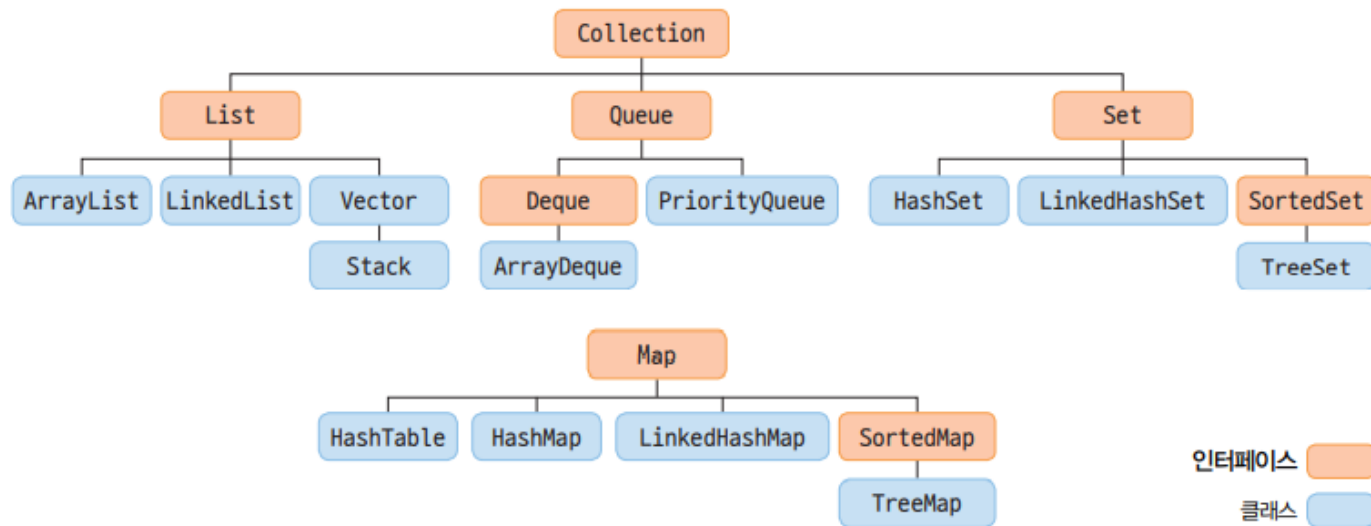 Collection
List Queue Set
ArrayList LinkedList Vector Deque PriorityQueue HashSet LinkedHashSet SortedSet
Stack ArrayDeque TreeSet
Map
HashTable HashMap LinkedHashMap SortedMap
인터페이스
TreeMap
클래스